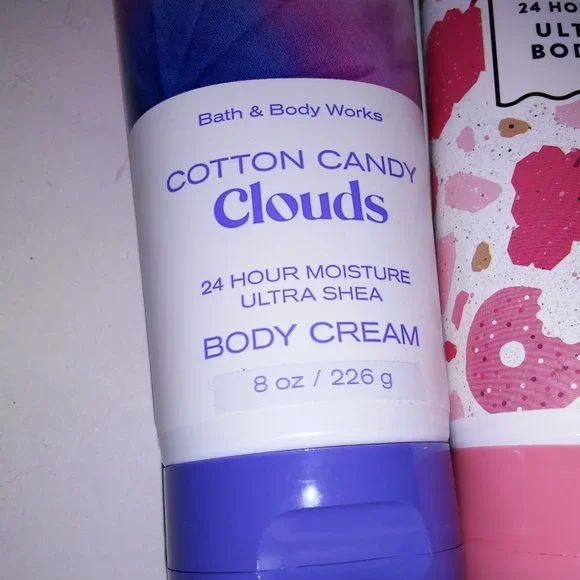 Bath & Body Works
COTTON CANDY
Clouds
24 HOUR MOISTURE
ULTRA SHEA
BODY CREAM
8 oz / 226 g
24 HO
ULT
BOD